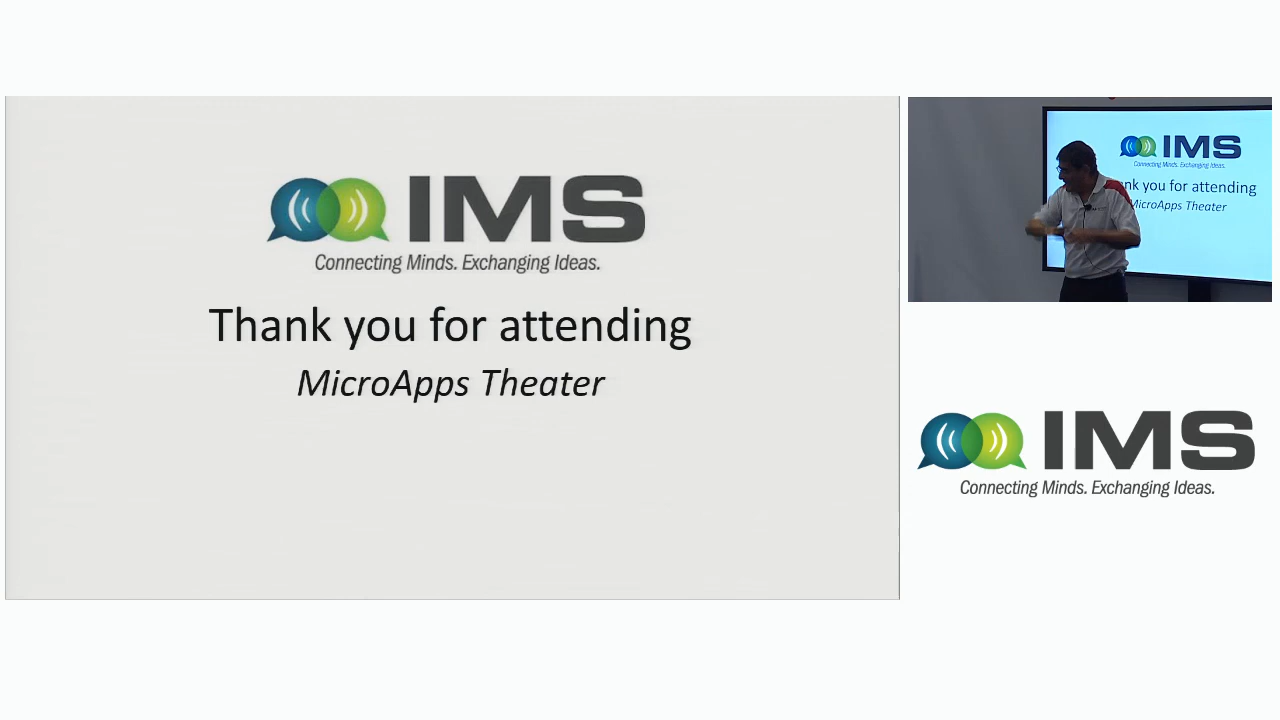 IMS
Connecting Minds. Exchanging Ideas.
Thank you for attending
MicroApps Theater
IMS
Connecting Minds. Exchanging Ideas.
nk you for attending
MicroApps Theater
IMS
Connecting Minds. Exchanging Ideas.